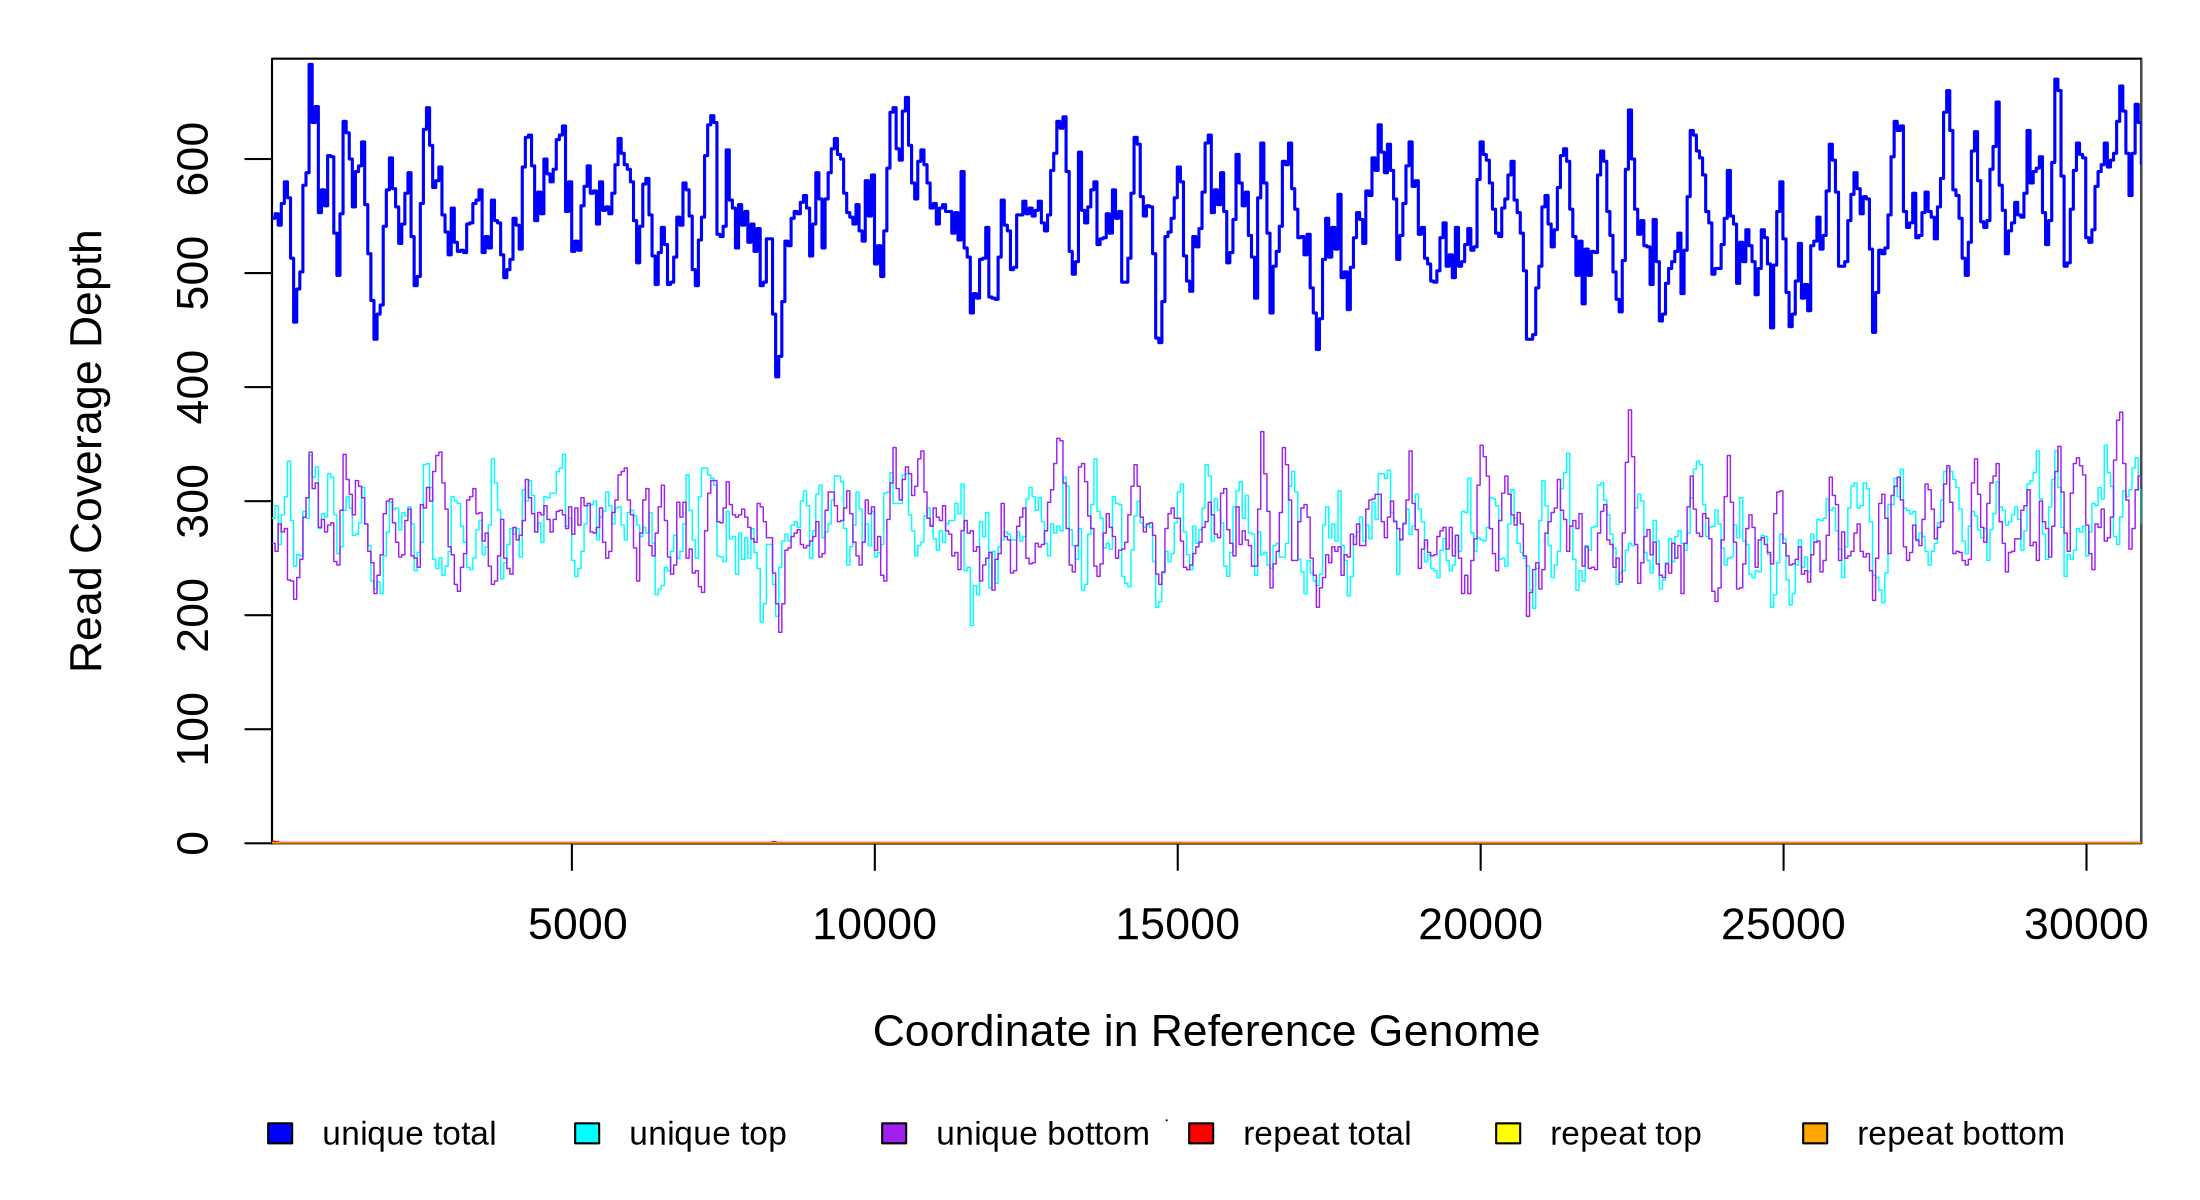 Read Coverage Depth
600
500
400
300
200
100
0
5000 10000 15000 20000 25000 30000
Coordinate in Reference Genome
unique total unique top unique bottom repeat total repeat top repeat bottom